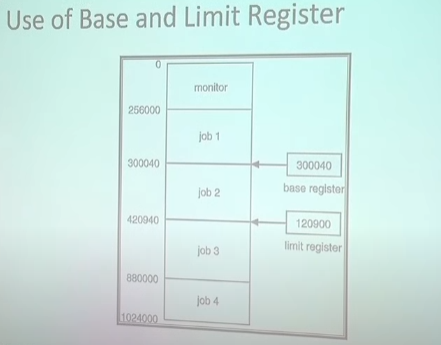 Use of Base and Limit Register
0
monitor
256000
job 1
300040
300040
base register
job 2
420940
120900
limit register
job 3
880000
job 4
1024000